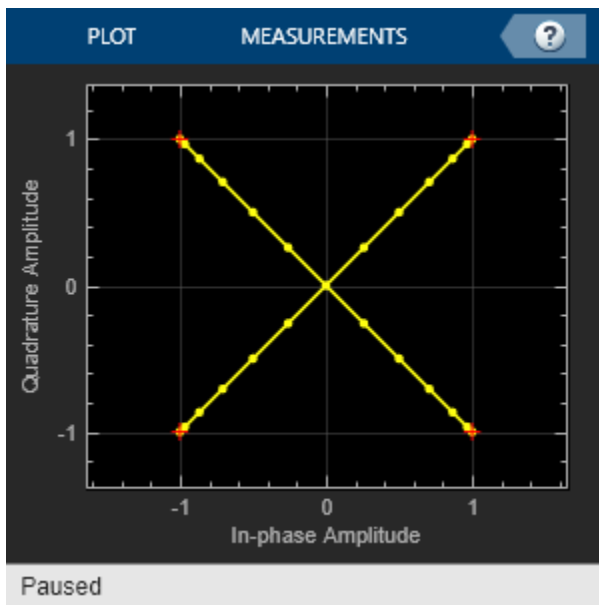 PLOT MEASUREMENTS ?
Quadrature Amplitude
1
0
-1
-1 0 1
In-phase Amplitude
Paused